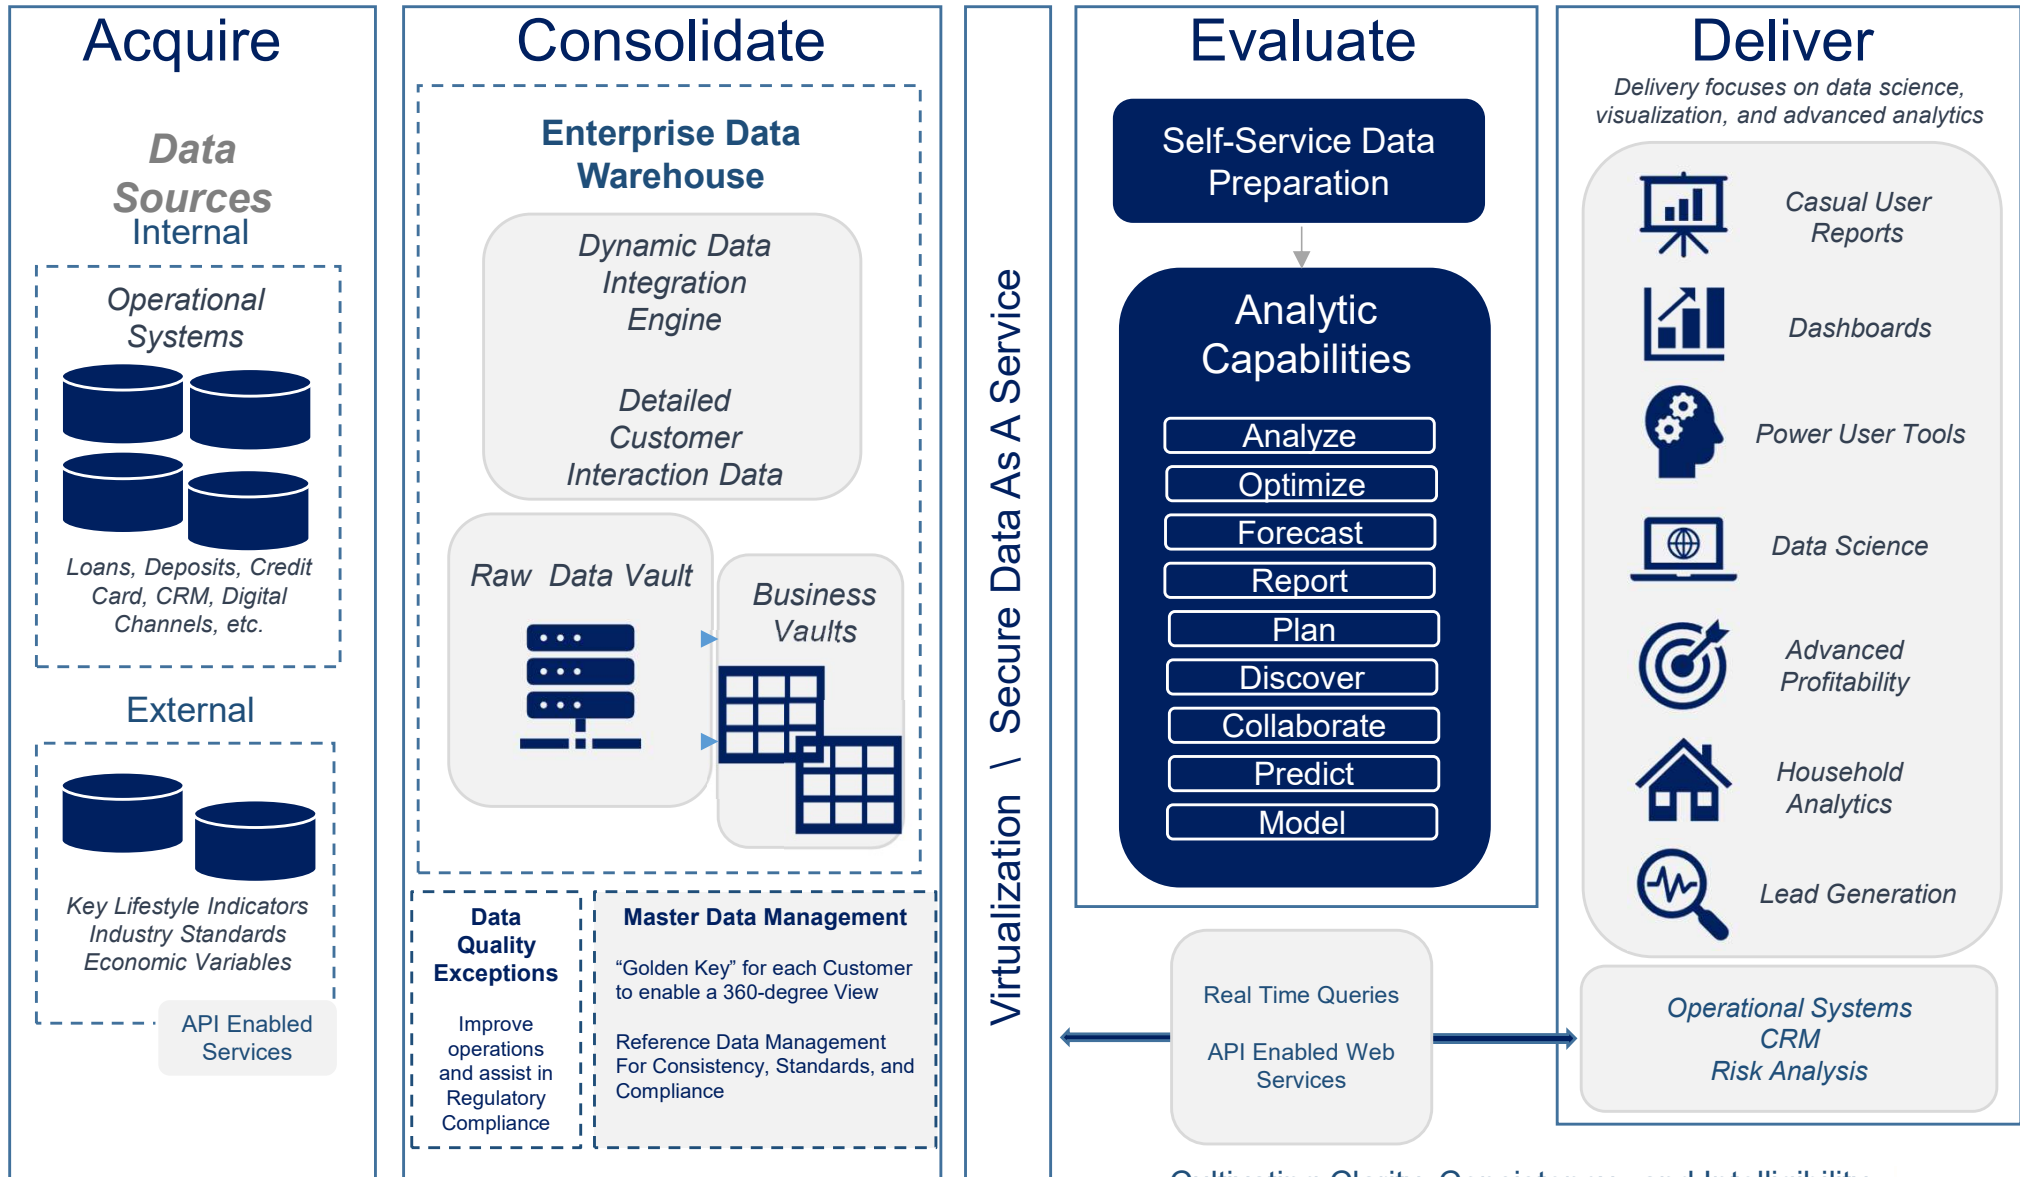 Acquire
Data
Sources
Internal
Operational
Systems
Loans, Deposits, Credit
Card, CRM, Digital
Channels, etc.
External
Key Lifestyle Indicators
Industry Standards
Economic Variables
API Enabled
Services
Consolidate
Enterprise Data
Warehouse
Dynamic Data
Integration
Engine
Detailed
Customer
Interaction Data
Raw Data Vault
Business
Vaults
Data
Quality
Exceptions
Improve
operations
and assist in
Regulatory
Compliance
Master Data Management
“Golden Key” for each Customer
to enable a 360-degree View
Reference Data Management
For Consistency, Standards, and
Compliance
Virtualization \ Secure Data As A Service
Evaluate
Self-Service Data
Preparation
Analytic
Capabilities
Analyze
Optimize
Forecast
Report
Plan
Discover
Collaborate
Predict
Model
Real Time Queries
API Enabled Web
Services
Deliver
Delivery focuses on data science,
visualization, and advanced analytics
Casual User
Reports
Dashboards
Power User Tools
Data Science
Advanced
Profitability
Household
Analytics
Lead Generation
Operational Systems
CRM
Risk Analysis
Cultivating Clarity, Consistency, and Intelligibility